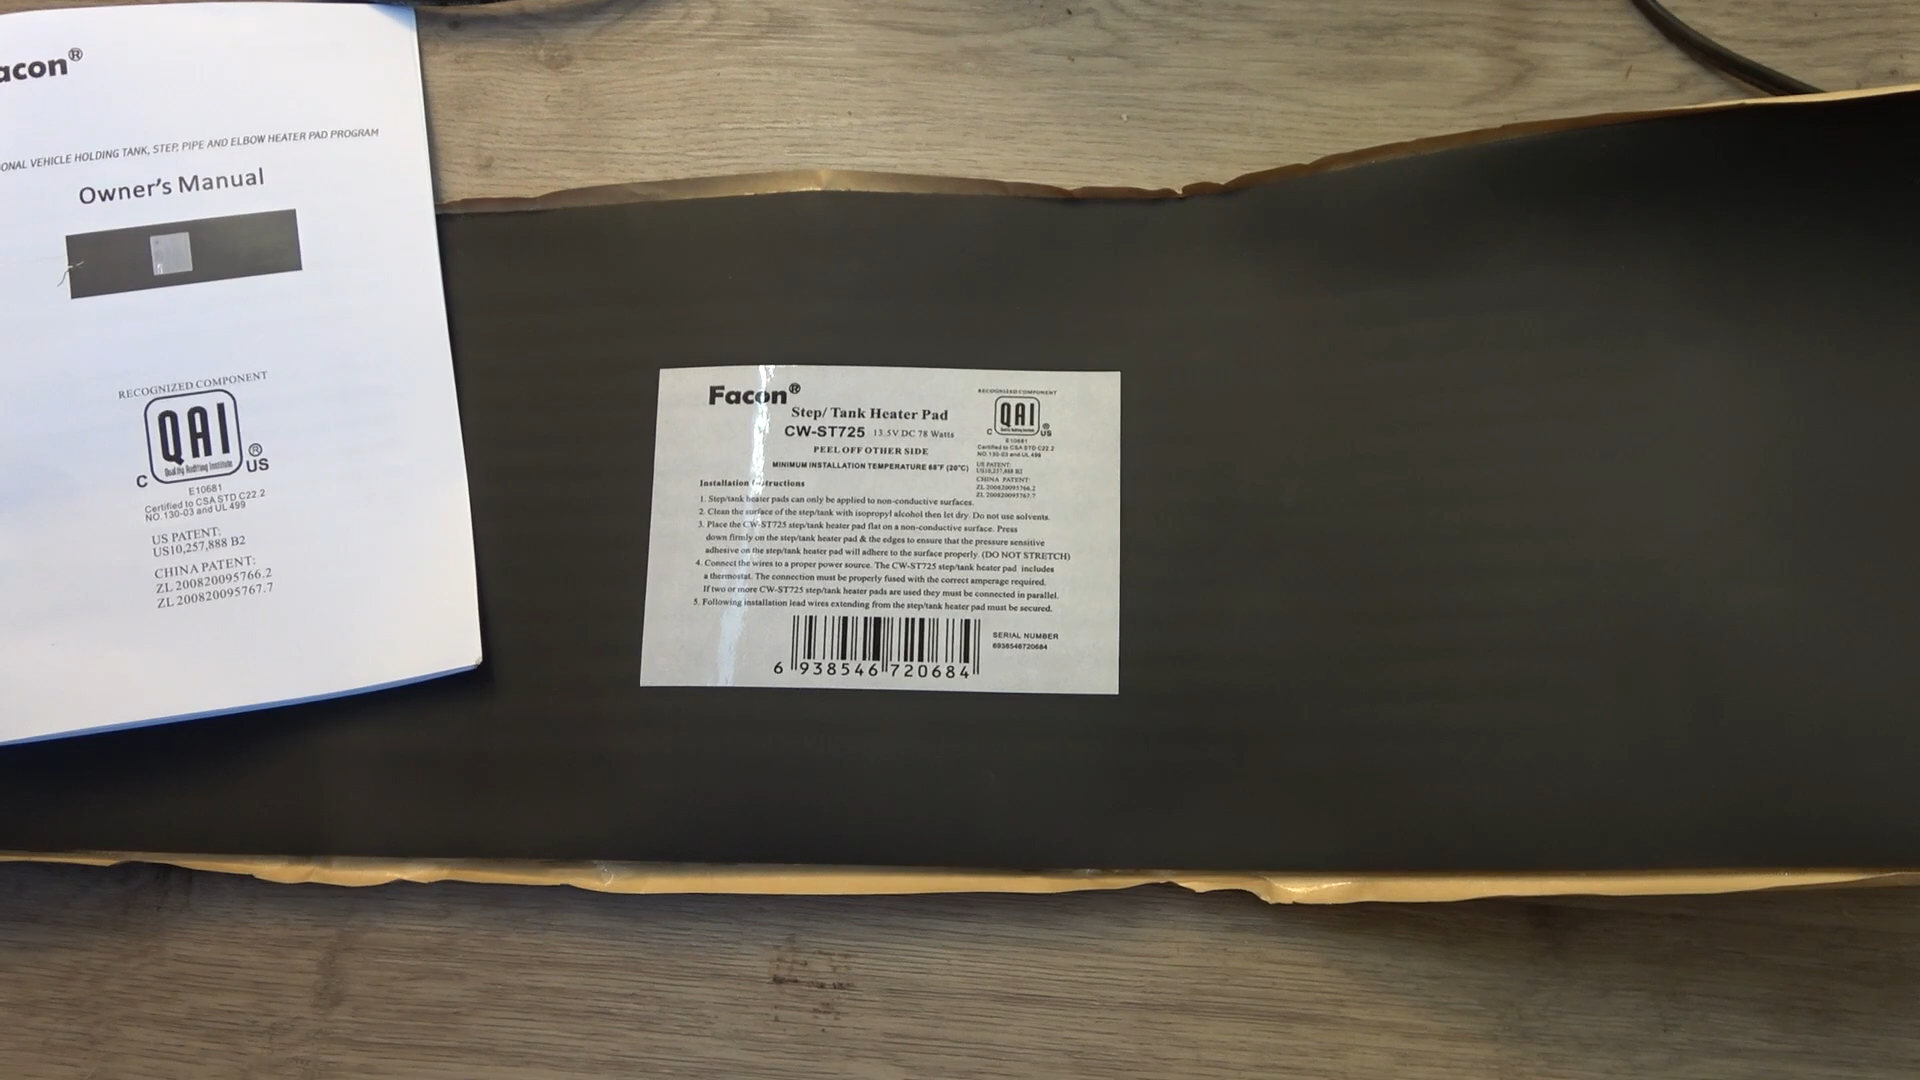 acon®
ONAL VEHICLE HOLDING TANK, STEP, PIPE AND ELBOW HEATER PAD PROGRAM
Owner's Manual
RECOGNIZED COMPONENT
QAI
Quality Auditing Institute
®
C US
E10681
Certified to CSA STD C22.2
NO.130-03 and UL 499
US PATENT:
US10,257,888 B2
CHINA PATENT:
ZL 200820095766.2
ZL 200820095767.7
Facon®
Step/ Tank Heater Pad
CW-ST725 13.5V DC 78 Watts
PEEL OFF OTHER SIDE
MINIMUM INSTALLATION TEMPERATURE 68°F (20°C)
RECOGNIZED COMPONENT
QAI
Quality Auditing Institute
®
C US
E10681
Certified to CSA STD C22.2
NO.130-03 and UL 499
US PATENT:
US10,257,888 B2
CHINA PATENT:
ZL 200820095766.2
ZL 200820095767.7
Installation Instructions
1. Step/tank heater pads can only be applied to non-conductive surfaces.
2. Clean the surface of the step/tank with isopropyl alcohol then let dry. Do not use solvents.
3. Place the CW-ST725 step/tank heater pad flat on a non-conductive surface. Press
down firmly on the step/tank heater pad & the edges to ensure that the pressure sensitive
adhesive on the step/tank heater pad will adhere to the surface properly. (DO NOT STRETCH)
4. Connect the wires to a proper power source. The CW-ST725 step/tank heater pad includes
a thermostat. The connection must be properly fused with the correct amperage required.
If two or more CW-ST725 step/tank heater pads are used they must be connected in parallel.
5. Following installation lead wires extending from the step/tank heater pad must be secured.
6 938546 720684
SERIAL NUMBER
6938546720684